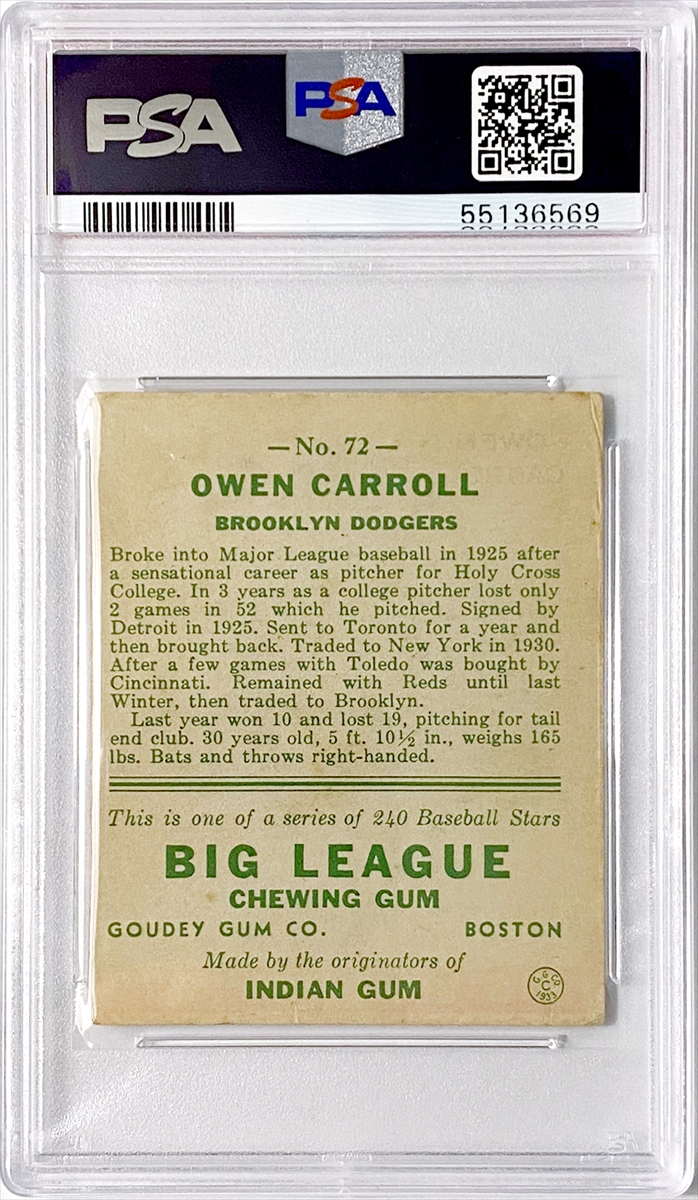 PSA
PSA
55136569
—No. 72—
OWEN CARROLL
BROOKLYN DODGERS
Broke into Major League baseball in 1925 after
a sensational career as pitcher for Holy Cross
College. In 3 years as a college pitcher lost only
2 games in 52 which he pitched. Signed by
Detroit in 1925. Sent to Toronto for a year and
then brought back. Traded to New York in 1930.
After a few games with Toledo was bought by
Cincinnati. Remained with Reds until last
Winter, then traded to Brooklyn.
Last year won 10 and lost 19, pitching for tail
end club. 30 years old, 5 ft. 10½ in., weighs 165
lbs. Bats and throws right-handed.
This is one of a series of 240 Baseball Stars
BIG LEAGUE
CHEWING GUM
GOUDEY GUM CO. BOSTON
Made by the originators of
INDIAN GUM
G. G. CO.
C
1933